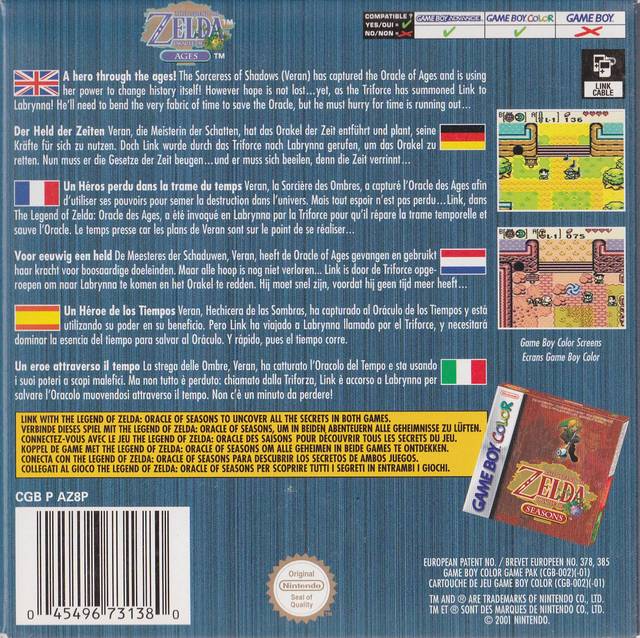 ZELDA
ORACLE OF
AGES
TM
COMPATIBLE? GAME BOY ADVANCE GAME BOY COLOR GAME BOY
YES/OUI =
NO/NON =
LINK
CABLE
A hero through the ages! The Sorceress of Shadows (Veran) has captured the Oracle of Ages and is using
her power to change history itself! However hope is not lost...yet, as the Triforce has summoned Link to
Labrynna! He'll need to bend the very fabric of time to save the Oracle, but he must hurry for time is running out...
Der Held der Zeiten Veran, die Meisterin der Schatten, hat das Orakel der Zeit entführt und plant, seine
Kräfte für sich zu nutzen. Doch Link wurde durch das Triforce nach Labrynna gerufen, um das Orakel zu
retten. Nun muss er die Gesetze der Zeit beugen...und er muss sich beeilen, denn die Zeit verrinnt...
Un Héros perdu dans la trame du temps Veran, la Sorcière des Ombres, a capturé l'Oracle des Ages afin
d'utiliser ses pouvoirs pour semer la destruction dans l'univers. Mais tout espoir n'est pas perdu...Link, dans
The Legend of Zelda: Oracle des Ages, a été invoqué en Labrynna par la Triforce pour qu'il répare la trame temporelle et
sauve l'Oracle. Le temps presse car les plans de Veran sont sur le point de se réaliser...
Voor eeuwig een held De Meesteres der Schaduwen, Veran, heeft de Oracle of Ages gevangen en gebruikt
haar kracht voor boosaardige doeleinden. Maar alle hoop is nog niet verloren... Link is door de Triforce opge-
roepen om naar Labrynna te komen en het Orakel te redden. Hij moet snel zijn, voordat hij geen tijd meer heeft...
Un Héroe de los Tiempos Veran, Hechicera de las Sombras, ha capturado al Oráculo de los Tiempos y está
utilizando su poder en su beneficio. Pero Link ha viajado a Labrynna llamado por el Triforce, y necesitará
dominar la esencia del tiempo para salvar al Oráculo. Y rápido, pues el tiempo corre.
Un eroe attraverso il tempo La strega delle Ombre, Veran, ha catturato l'Oracolo del Tempo e sta usando
i suoi poteri a scopi malefici. Ma non tutto è perduto: chiamato dalla Triforza, Link è accorso a Labrynna per
salvare l'Oracolo muovendosi attraverso il tempo. Non c'è un minuto da perdere!
L-1 136
L-1 075
Game Boy Color Screens
Ecrans Game Boy Color
LINK WITH THE LEGEND OF ZELDA: ORACLE OF SEASONS TO UNCOVER ALL THE SECRETS IN BOTH GAMES.
VERBINDE DIESES SPIEL MIT THE LEGEND OF ZELDA: ORACLE OF SEASONS, UM IN BEIDEN ABENTEUERN ALLE GEHEIMNISSE ZU LÜFTEN.
CONNECTEZ-VOUS AVEC LE JEU THE LEGEND OF ZELDA: ORACLE DES SAISONS POUR DÉCOUVRIR TOUS LES SECRETS DU JEU.
KOPPEL DE GAME MET THE LEGEND OF ZELDA: ORACLE OF SEASONS OM ALLE GEHEIMEN IN BEIDE GAMES TE ONTDEKKEN.
CONECTA CON THE LEGEND OF ZELDA: ORACLE OF SEASONS PARA DESCUBRIR LOS SECRETOS DE AMBOS JUEGOS.
COLLEGATI AL GIOCO THE LEGEND OF ZELDA: ORACLE OF SEASONS PER SCOPRIRE TUTTI I SEGRETI IN ENTRAMBI I GIOCHI.
GAME BOY COLOR
ZELDA
SEASONS
CGB P AZ8P
0 45496 73138 0
Original
Nintendo
Seal of
Quality
EUROPEAN PATENT NO. / BREVET EUROPEEN NO. 378, 385
GAME BOY COLOR GAME PAK (CGB-002)(-01)
CARTOUCHE DE JEU GAME BOY COLOR (CGB-002)(-01)
TM AND ® ARE TRADEMARKS OF NINTENDO CO., LTD.
TM ET ® SONT DES MARQUES DE NINTENDO CO., LTD.
© 2001 NINTENDO.